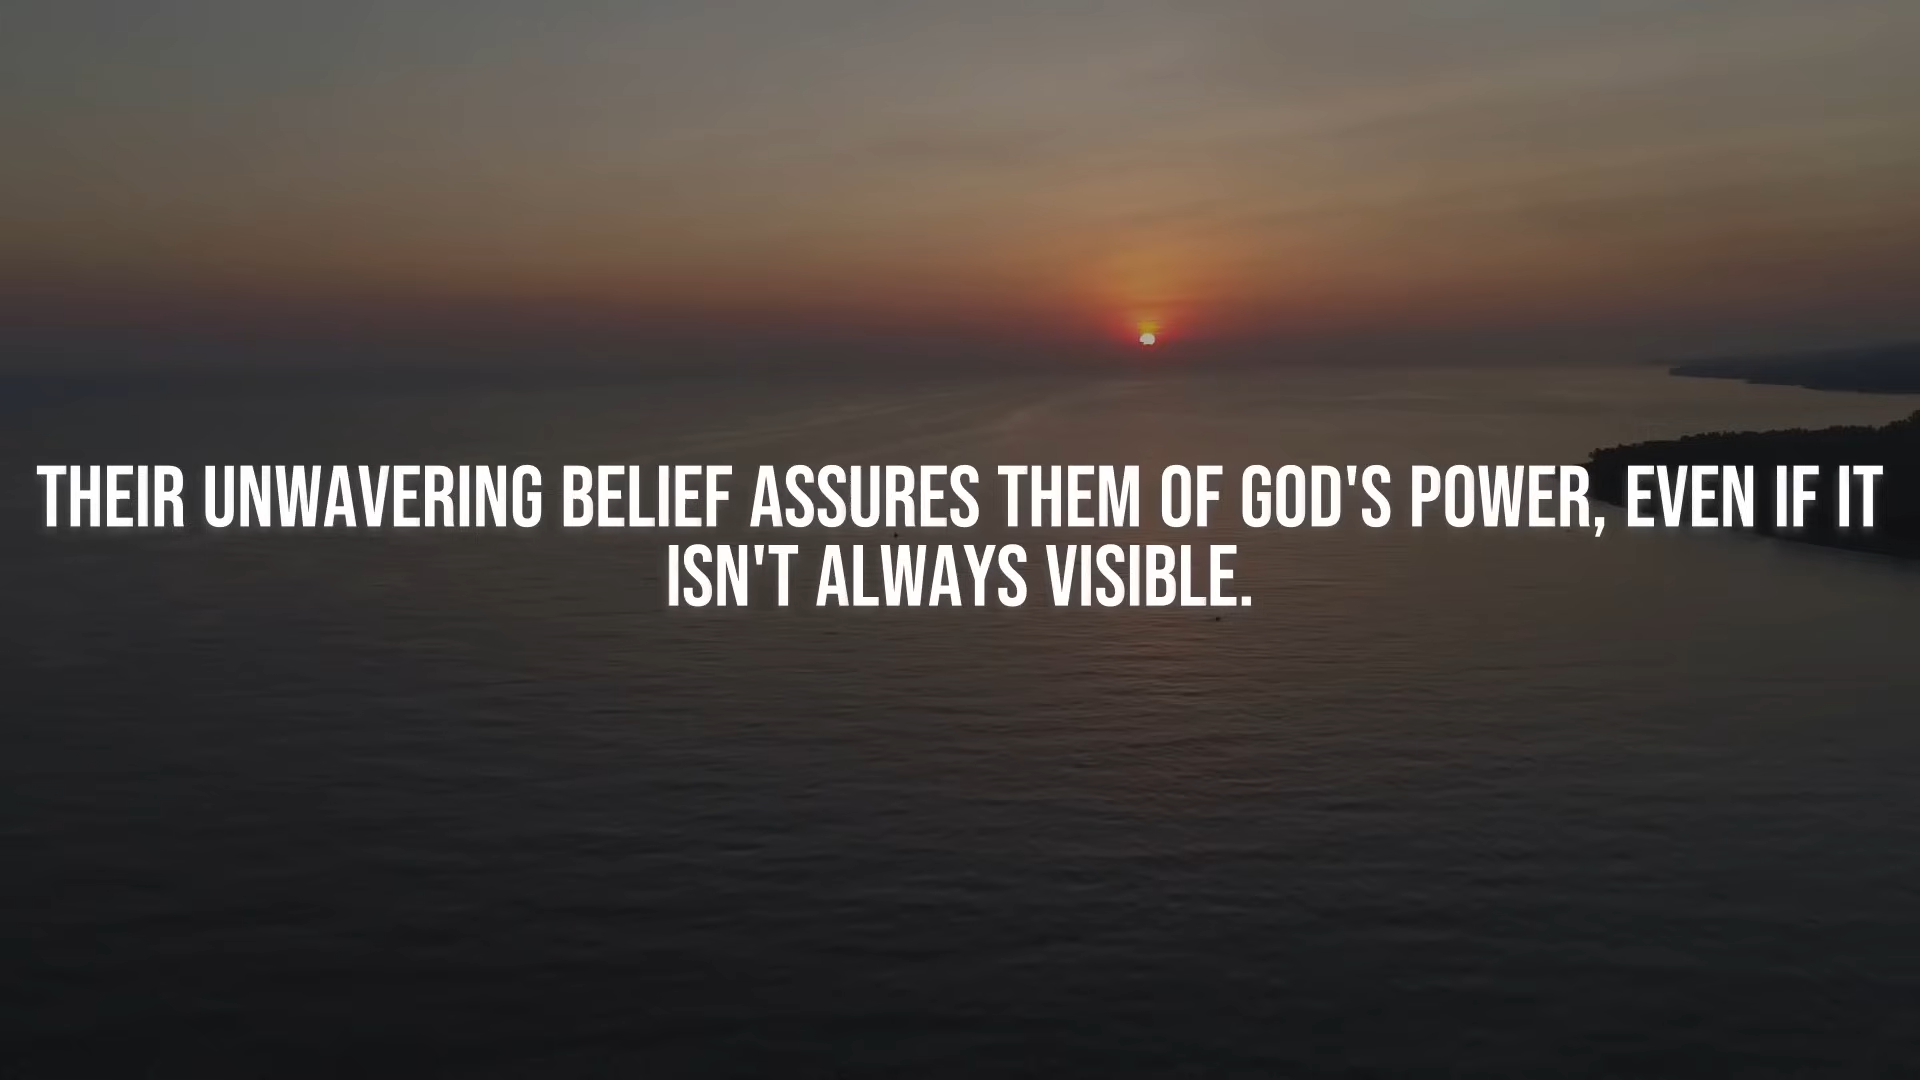 THEIR UNWAVERING BELIEF ASSURES THEM OF GOD'S POWER, EVEN IF IT
ISN'T ALWAYS VISIBLE.